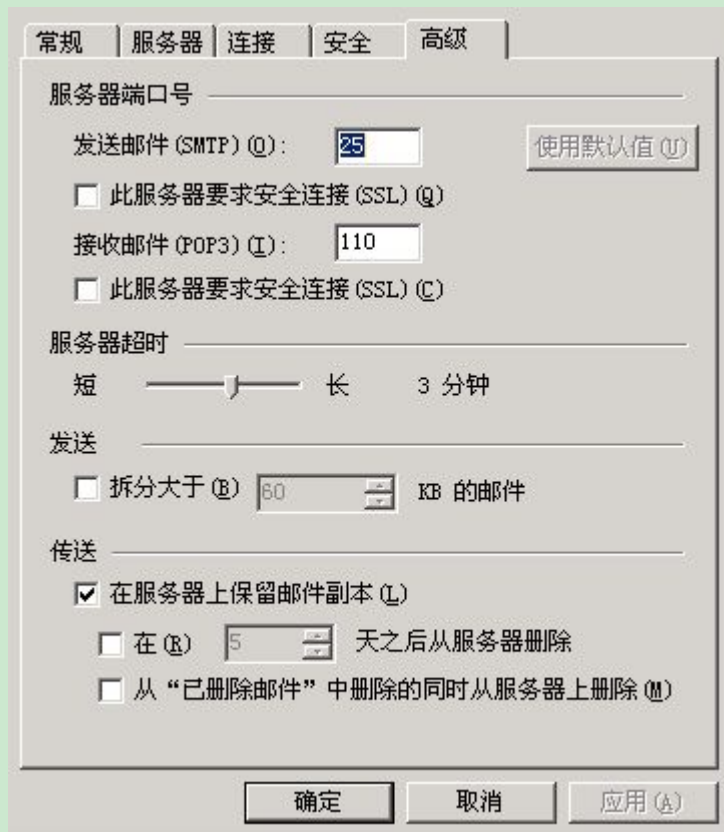 常规 服务器 连接 安全 高级
服务器端口号
发送邮件(SMTP)(O): 25 使用默认值(U)
此服务器要求安全连接(SSL)(Q)
接收邮件(POP3)(I): 110
此服务器要求安全连接(SSL)(C)
服务器超时
短 长 3 分钟
发送
拆分大于(B) 60 KB 的邮件
传送
在服务器上保留邮件副本(L)
在(R) 5 天之后从服务器删除
从“已删除邮件”中删除的同时从服务器上删除(M)
确定 取消 应用(A)